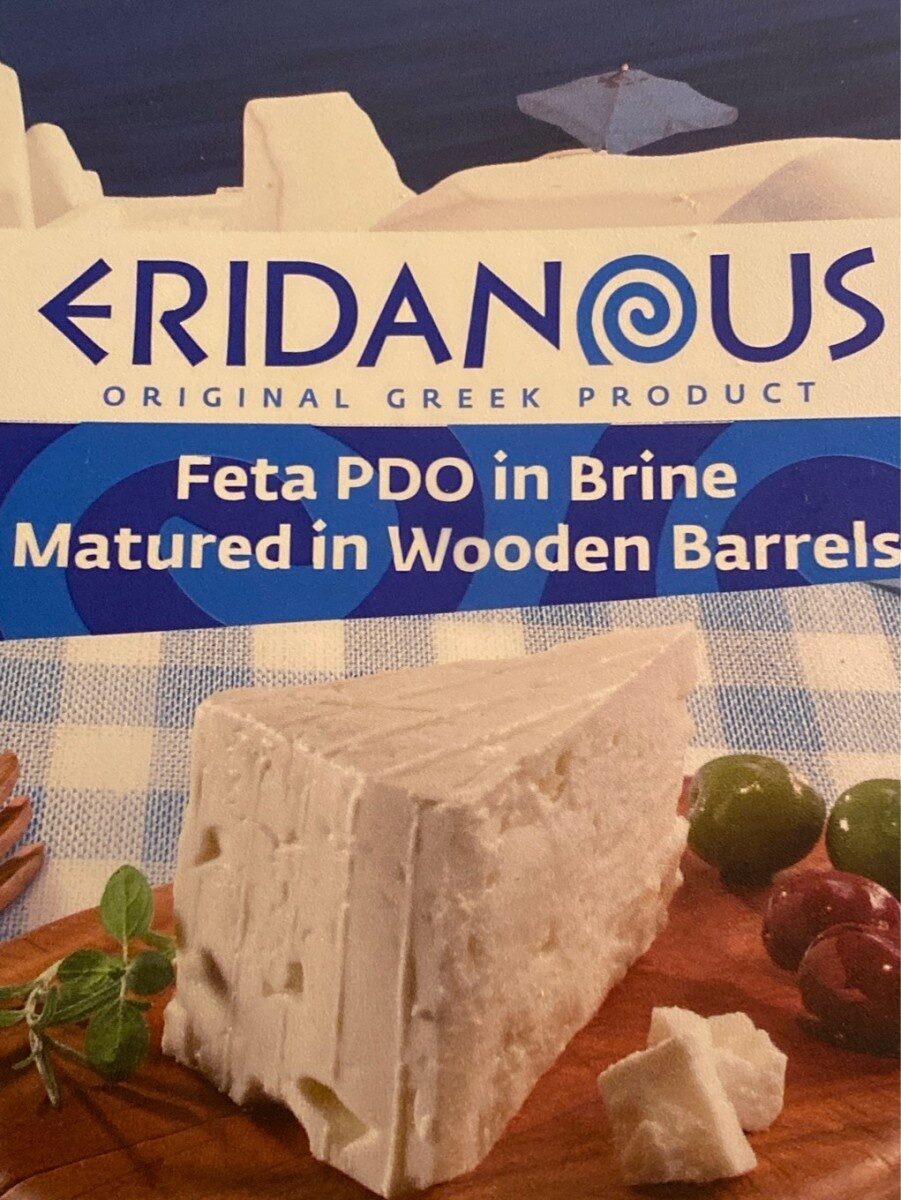 ERIDANOUS
ORIGINAL GREEK PRODUCT
Feta PDO in Brine
Matured in Wooden Barrels